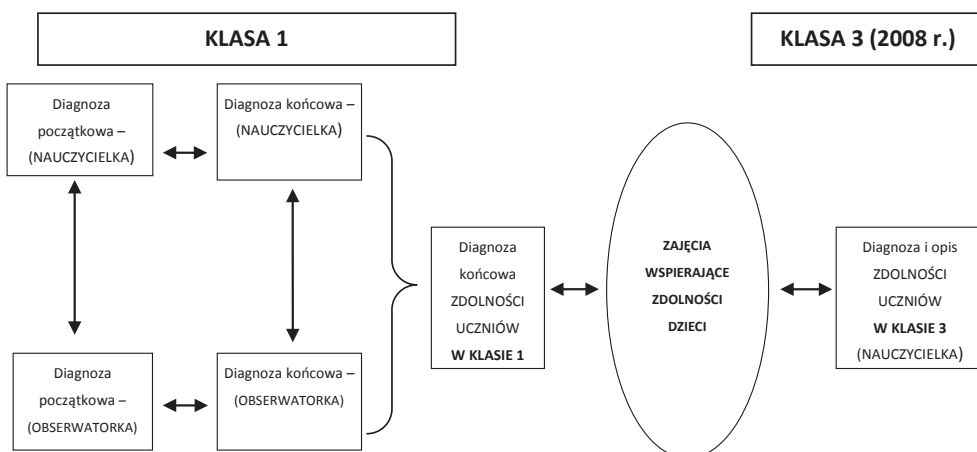 KLASA 1
KLASA 3 (2008 r.)
Diagnoza
początkowa –
(NAUCZYCIELKA)
Diagnoza końcowa –
(NAUCZYCIELKA)
Diagnoza
początkowa –
(OBSERWATORKA)
Diagnoza końcowa –
(OBSERWATORKA)
Diagnoza
końcowa
ZDOLNOŚCI
UCZNIÓW
W KLASIE 1
ZAJĘCIA
WSPIERAJĄCE
ZDOLNOŚCI
DZIECI
Diagnoza i opis
ZDOLNOŚCI
UCZNIÓW
W KLASIE 3
(NAUCZYCIELKA)